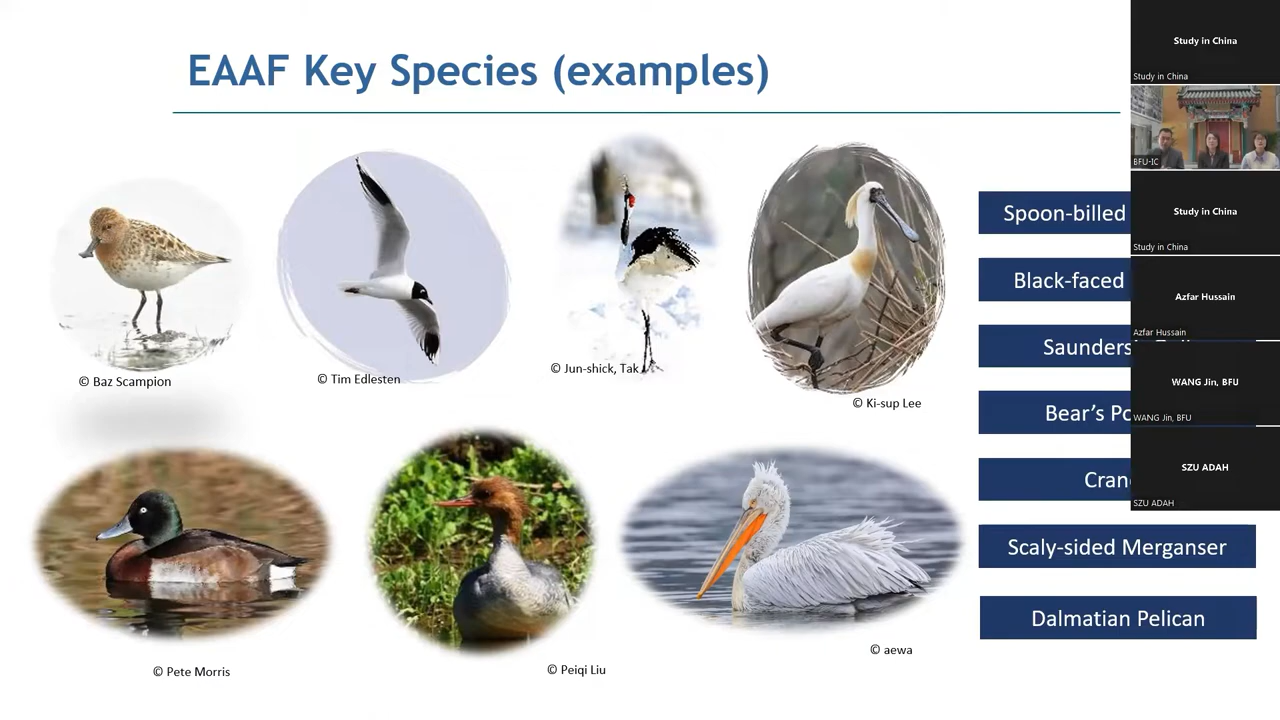 EAAF Key Species (examples)
© Baz Scampion
© Tim Edlesten
© Jun-shick, Tak
© Ki-sup Lee
© Pete Morris
© Peiqi Liu
© aewa
Spoon-billed
Black-faced
Saunders
Bear's Po
Cran
Scaly-sided Merganser
Dalmatian Pelican
Study in China
Study in China
BFU-IC
Study in China
Study in China
Azfar Hussain
Azfar Hussain
WANG Jin, BFU
WANG Jin, BFU
SZU ADAH
SZU ADAH